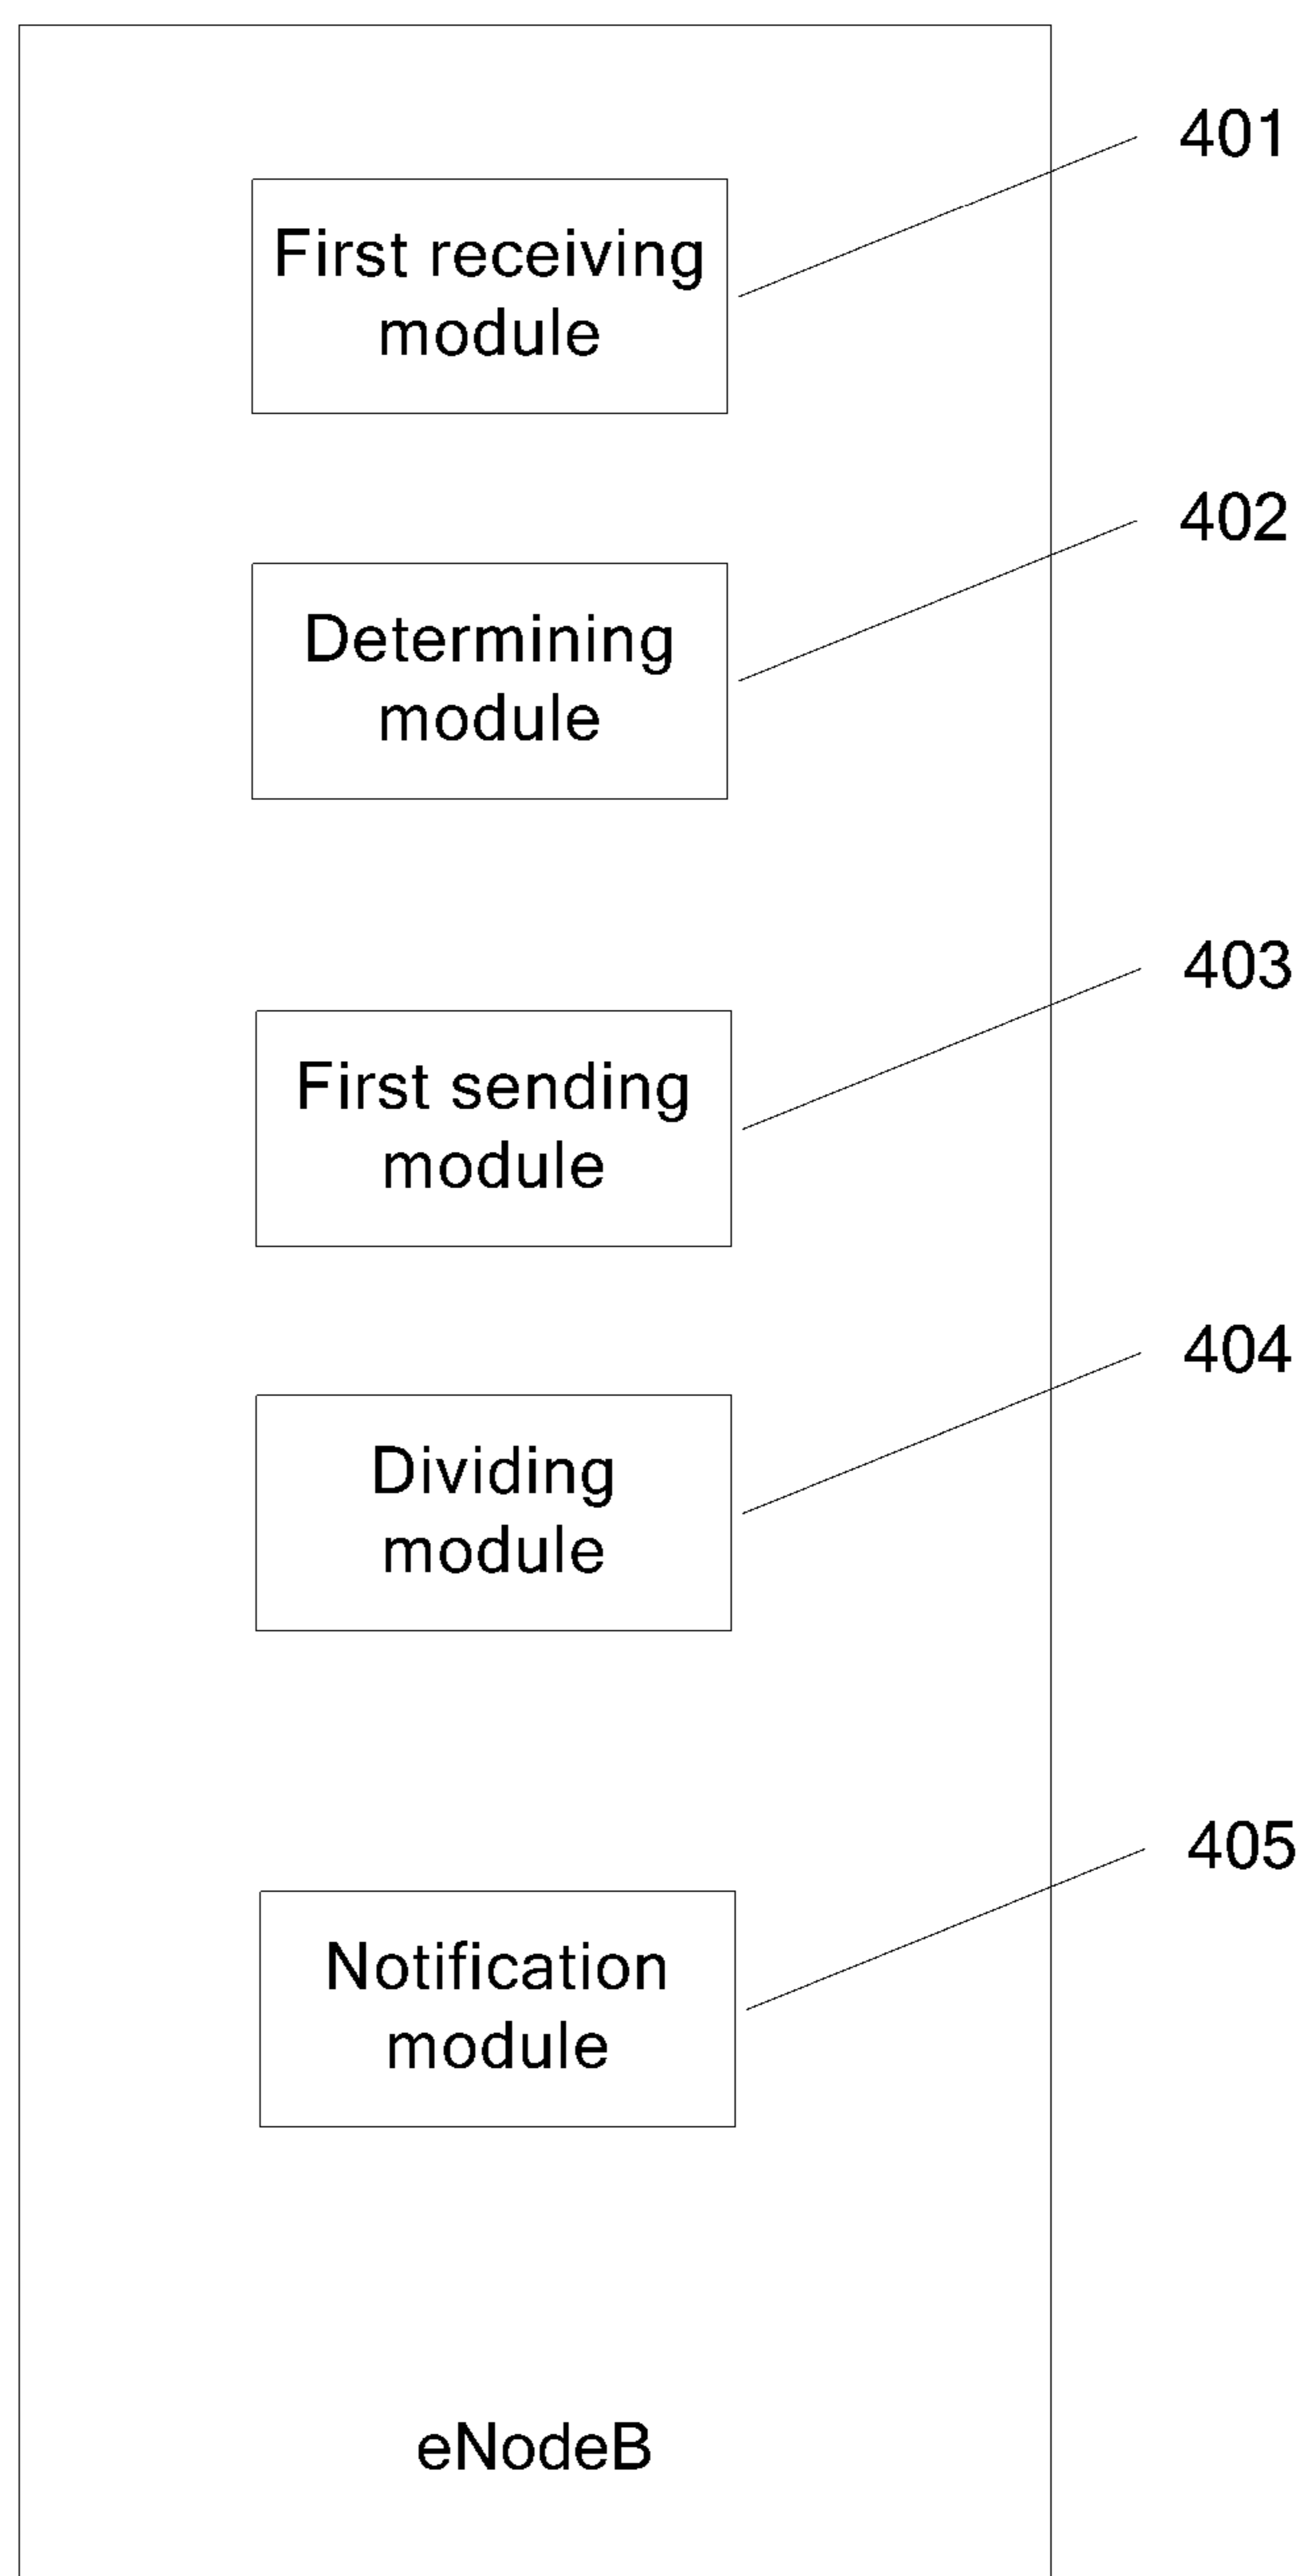 401
First receiving
module
402
Determining
module
403
First sending
module
404
Dividing
module
405
Notification
module
eNodeB